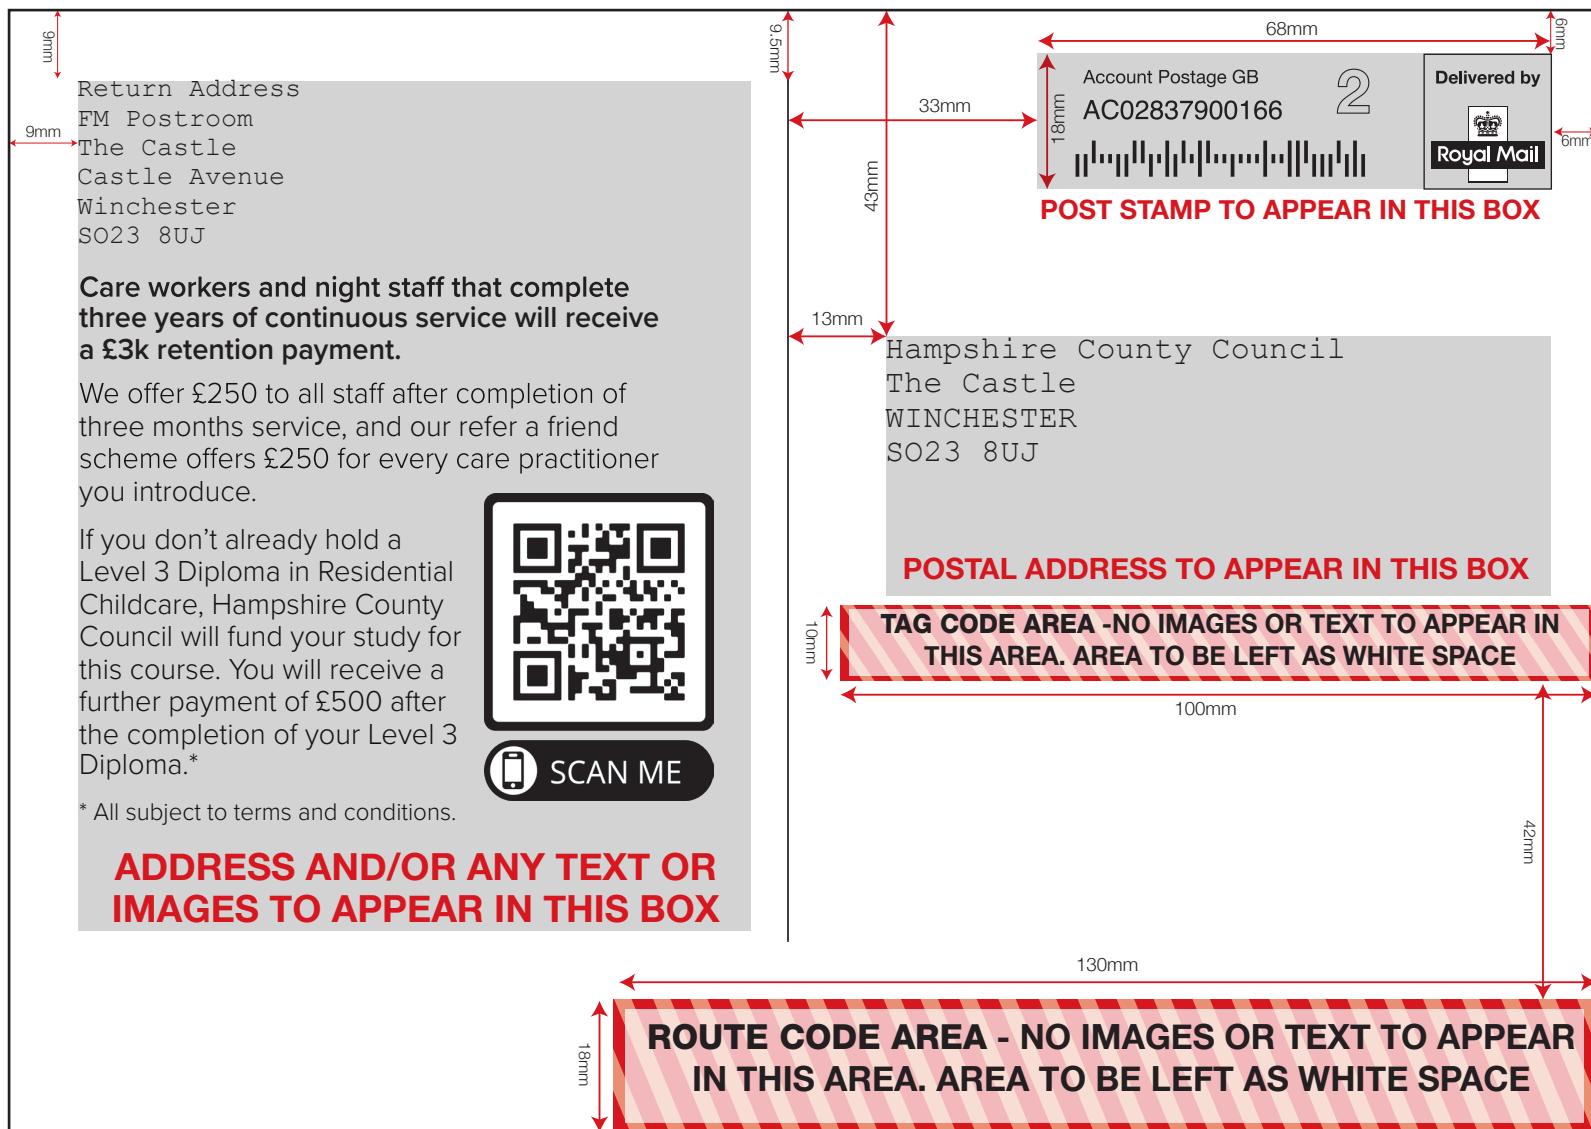 9mm
9.5mm
68mm
6mm
Account Postage GB
AC02837900166
2
Delivered by
Royal Mail
18mm
33mm
6mm
9mm
Return Address
FM Postroom
The Castle
Castle Avenue
Winchester
SO23 8UJ
43mm
POST STAMP TO APPEAR IN THIS BOX
Care workers and night staff that complete
three years of continuous service will receive
a £3k retention payment.
We offer £250 to all staff after completion of
three months service, and our refer a friend
scheme offers £250 for every care practitioner
you introduce.
If you don’t already hold a
Level 3 Diploma in Residential
Childcare, Hampshire County
Council will fund your study for
this course. You will receive a
further payment of £500 after
the completion of your Level 3
Diploma.*
SCAN ME
* All subject to terms and conditions.
ADDRESS AND/OR ANY TEXT OR
IMAGES TO APPEAR IN THIS BOX
13mm
Hampshire County Council
The Castle
WINCHESTER
SO23 8UJ
POSTAL ADDRESS TO APPEAR IN THIS BOX
10mm
TAG CODE AREA -NO IMAGES OR TEXT TO APPEAR IN
THIS AREA. AREA TO BE LEFT AS WHITE SPACE
100mm
42mm
130mm
18mm
ROUTE CODE AREA - NO IMAGES OR TEXT TO APPEAR
IN THIS AREA. AREA TO BE LEFT AS WHITE SPACE